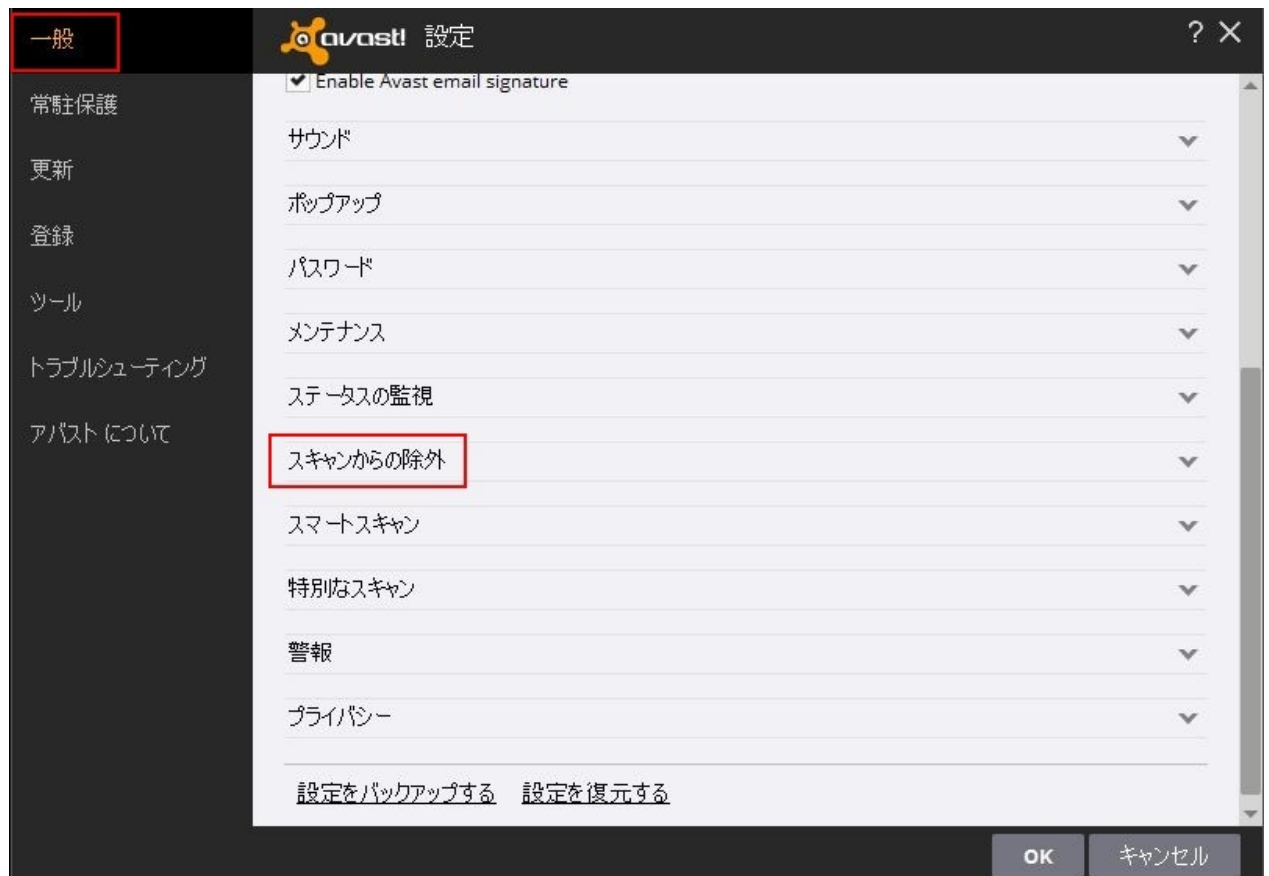 一般
avast! 設定
? ×
常駐保護
更新
登録
ツール
トラブルシューティング
アバスト について
Enable Avast email signature
サウンド
ポップアップ
パスワード
メンテナンス
ステータスの監視
スキャンからの除外
スマートスキャン
特別なスキャン
警報
プライバシー
設定をバックアップする 設定を復元する
OK キャンセル